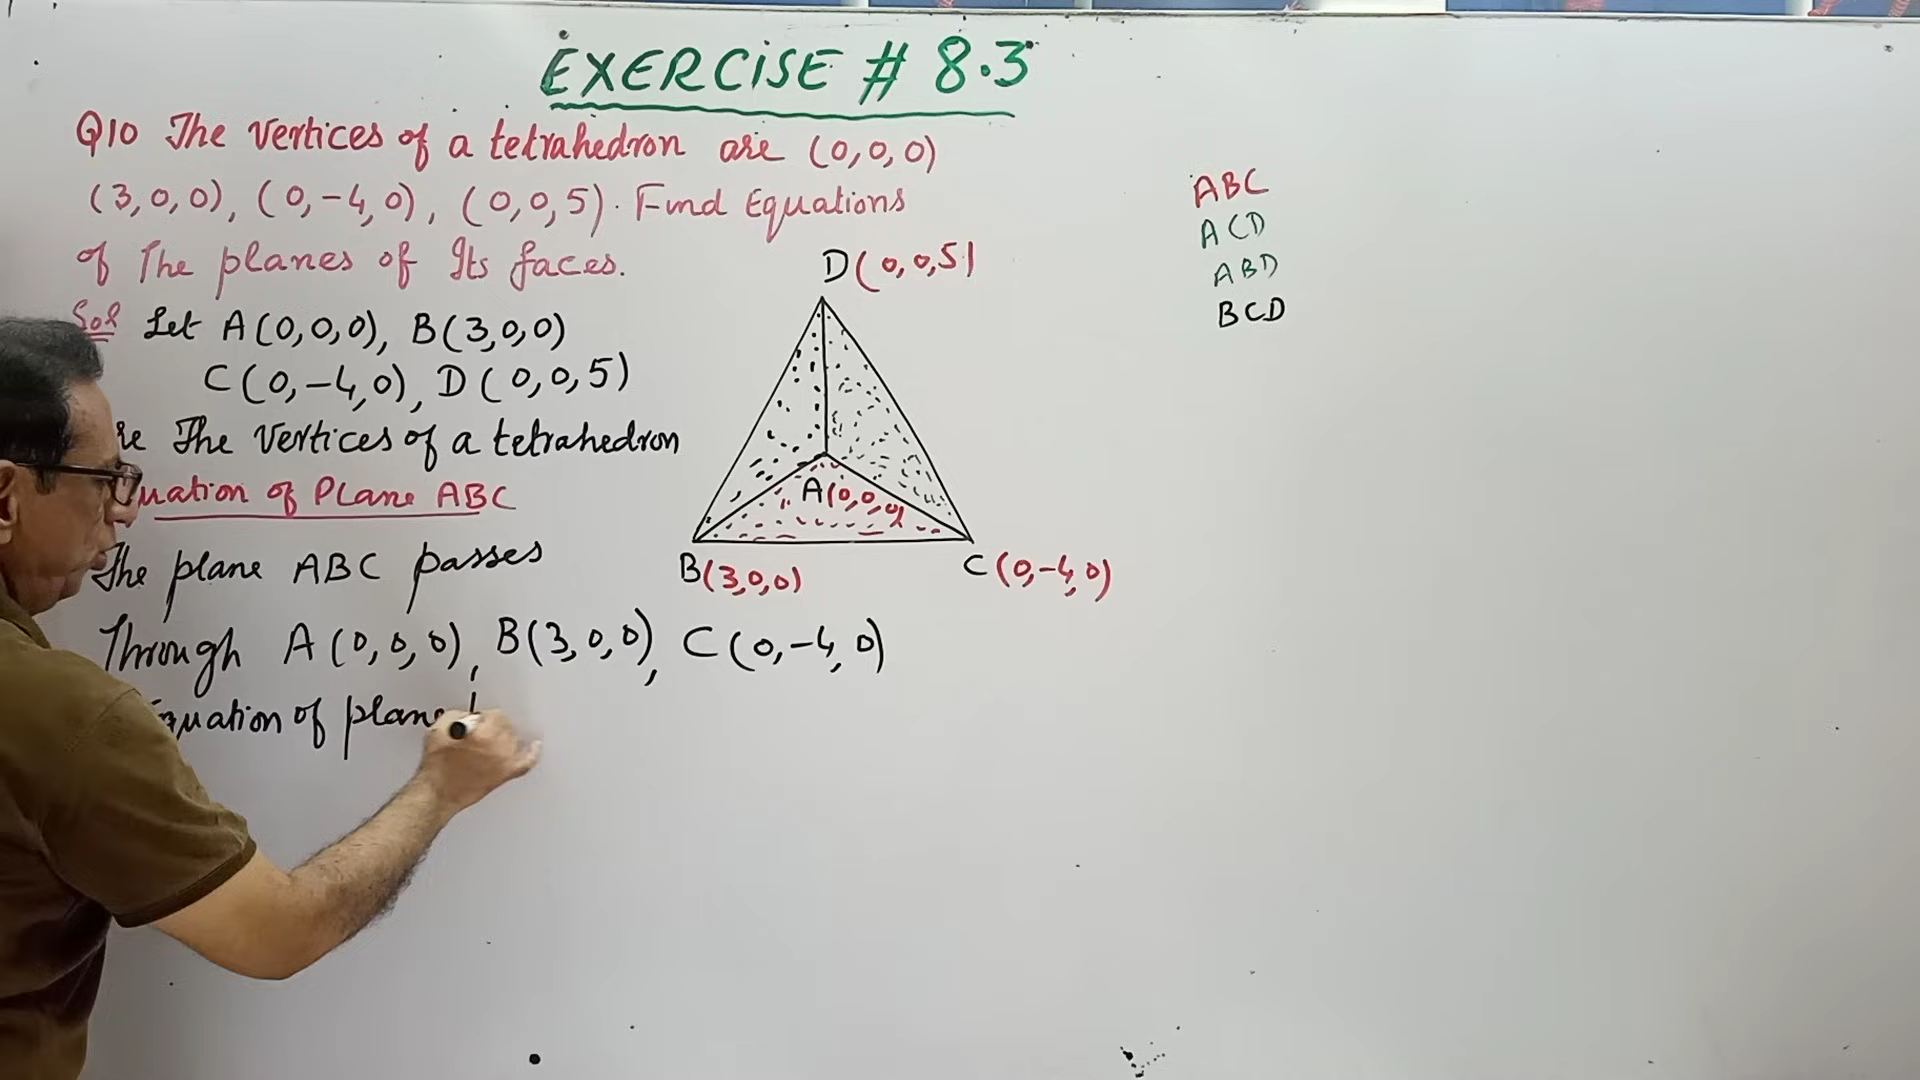 EXERCISE # 8.3
Q10 The Vertices of a tetrahedron are (0,0,0)
(3,0,0), (0,-4,0), (0,0,5). Find Equations
of The planes of Its faces.
Sol Let A(0,0,0), B(3,0,0)
C(0,-4,0), D(0,0,5)
The Vertices of a tetrahedron
of Plane ABC
The plane ABC passes
Through A(0,0,0), B(3,0,0), C(0,-4,0)
of
D(0,0,5)
A(0,0,0)
B(3,0,0)
C(0,-4,0)
ABC
ACD
ABD
BCD